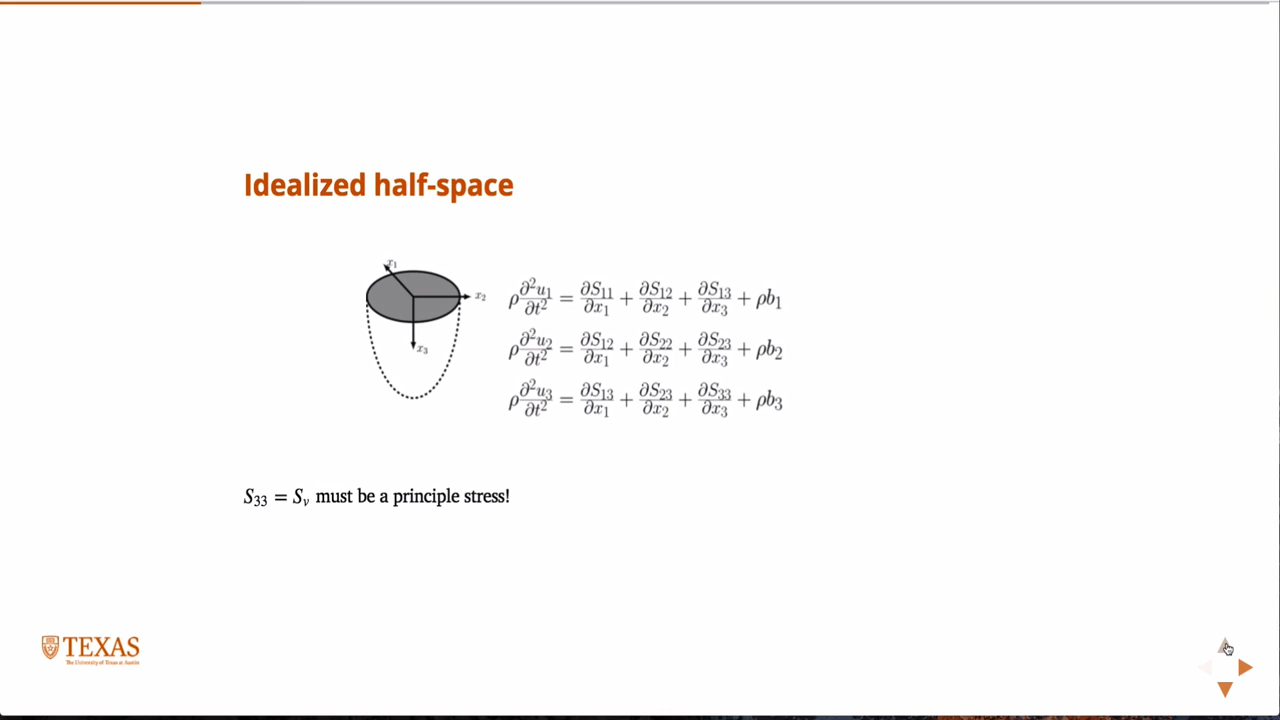 Idealized half-space
x₁
x₂
x₃
ρ ∂²u₁/∂t² = ∂S₁₁/∂x₁ + ∂S₁₂/∂x₂ + ∂S₁₃/∂x₃ + ρb₁
ρ ∂²u₂/∂t² = ∂S₁₂/∂x₁ + ∂S₂₂/∂x₂ + ∂S₂₃/∂x₃ + ρb₂
ρ ∂²u₃/∂t² = ∂S₁₃/∂x₁ + ∂S₂₃/∂x₂ + ∂S₃₃/∂x₃ + ρb₃
S₃₃ = Sᵥ must be a principle stress!
TEXAS
The University of Texas at Austin